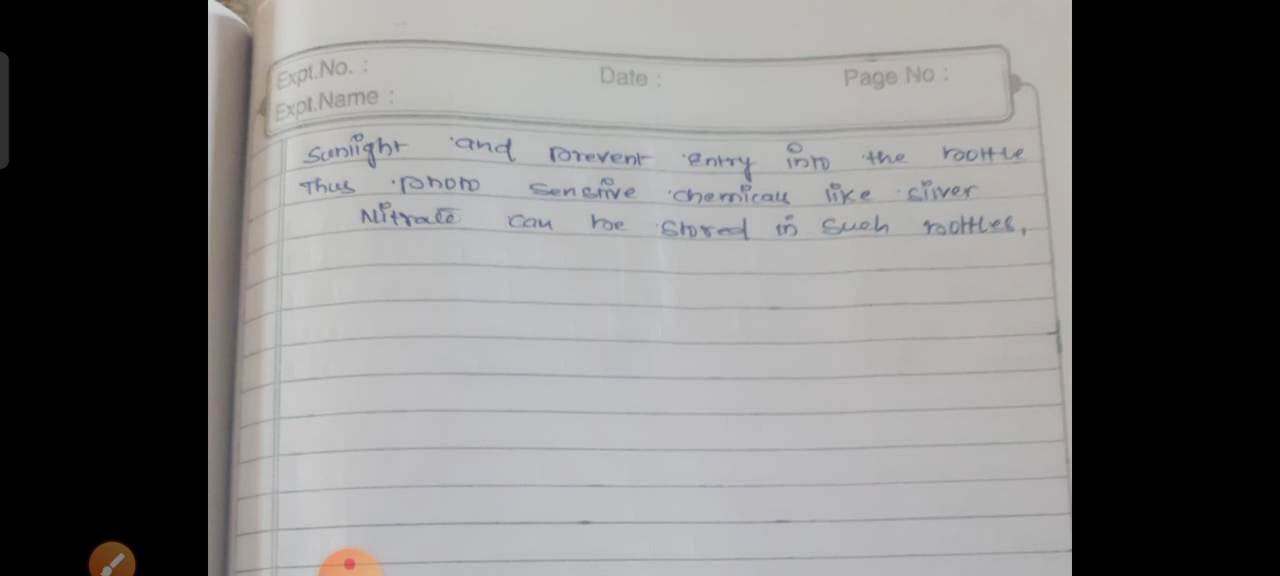 Expt.No. : Date : Page No :
Expt.Name :
Sunlight and prevent entry into the bottle
Thus photo sensitive chemicals like silver
Nitrate can be stored in such bottles.